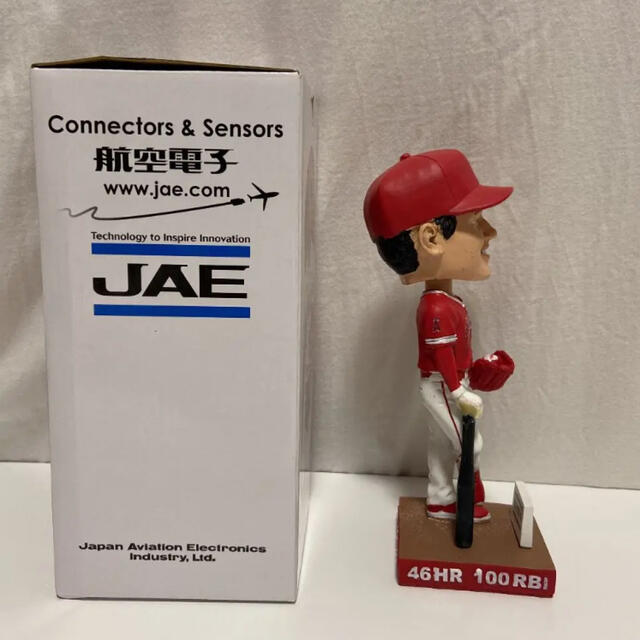 Connectors & Sensors
航空電子
www.jae.com
Technology to Inspire Innovation
JAE
Japan Aviation Electronics
Industry, Ltd.
46HR 100RBI